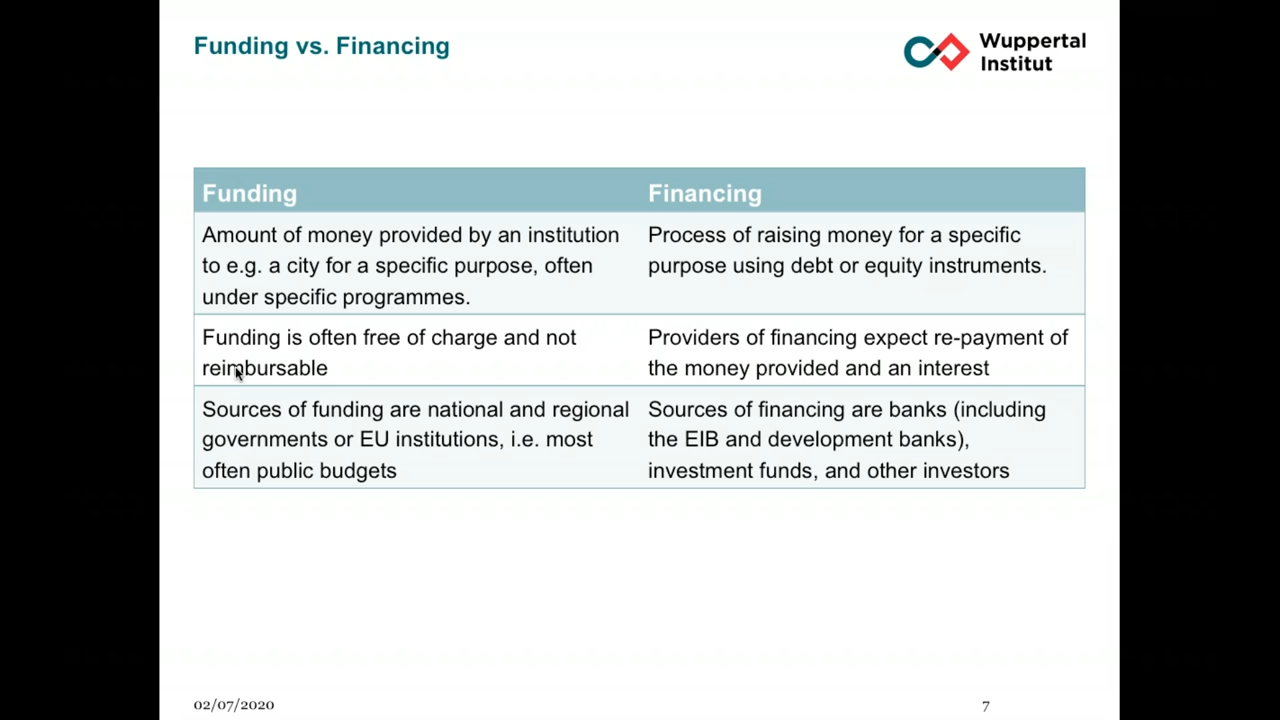 Funding vs. Financing
Wuppertal
Institut
Funding
Financing
Amount of money provided by an institution
to e.g. a city for a specific purpose, often
under specific programmes.
Process of raising money for a specific
purpose using debt or equity instruments.
Funding is often free of charge and not
reimbursable
Providers of financing expect re-payment of
the money provided and an interest
Sources of funding are national and regional
governments or EU institutions, i.e. most
often public budgets
Sources of financing are banks (including
the EIB and development banks),
investment funds, and other investors
02/07/2020
7